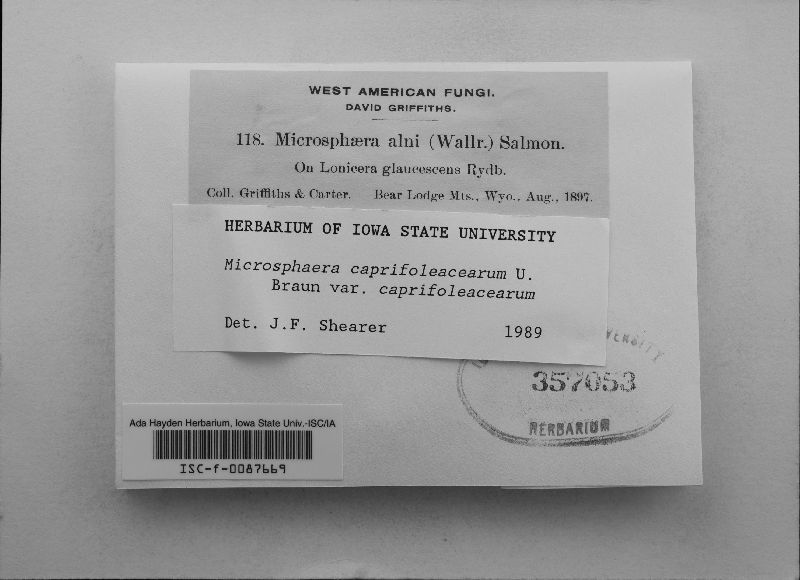 WEST AMERICAN FUNGI.
DAVID GRIFFITHS.
118. Microsphæra alni (Wallr.) Salmon.
On Lonicera glaucescens Rydb.
Coll. Griffiths & Carter. Bear Lodge Mts., Wyo., Aug., 1897.
HERBARIUM OF IOWA STATE UNIVERSITY
Microsphaera caprifoleacearum U.
Braun var. caprifoleacearum
Det. J.F. Shearer 1989
357053
HERBARIUM
Ada Hayden Herbarium, Iowa State Univ.-ISC/IA
ISC-f-0087669